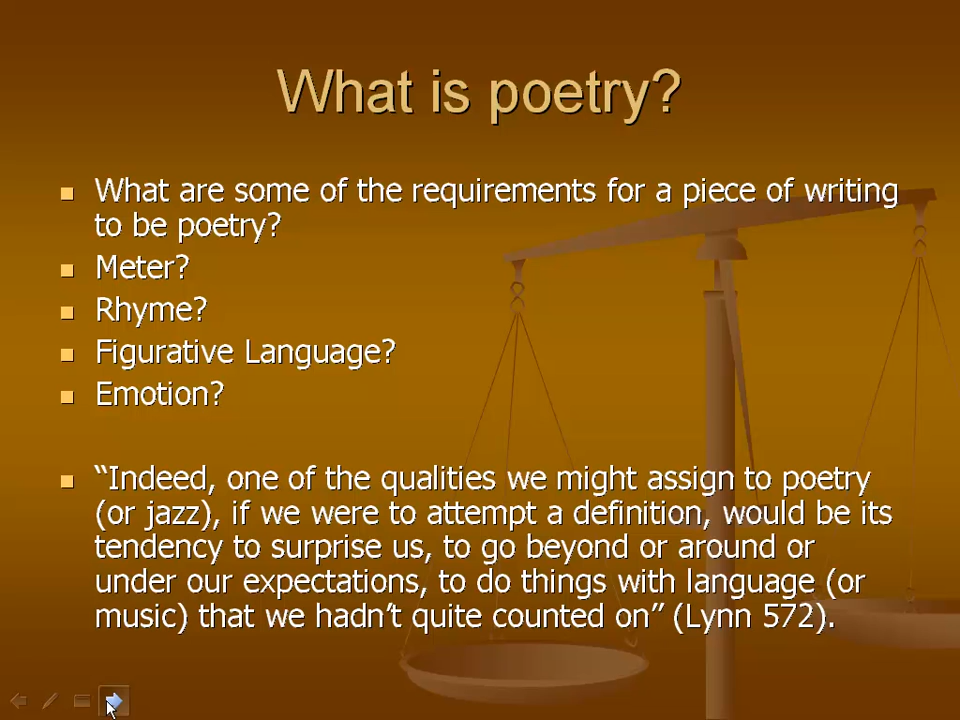 What is poetry?
What are some of the requirements for a piece of writing
to be poetry?
Meter?
Rhyme?
Figurative Language?
Emotion?
“Indeed, one of the qualities we might assign to poetry
(or jazz), if we were to attempt a definition, would be its
tendency to surprise us, to go beyond or around or
under our expectations, to do things with language (or
music) that we hadn’t quite counted on” (Lynn 572).